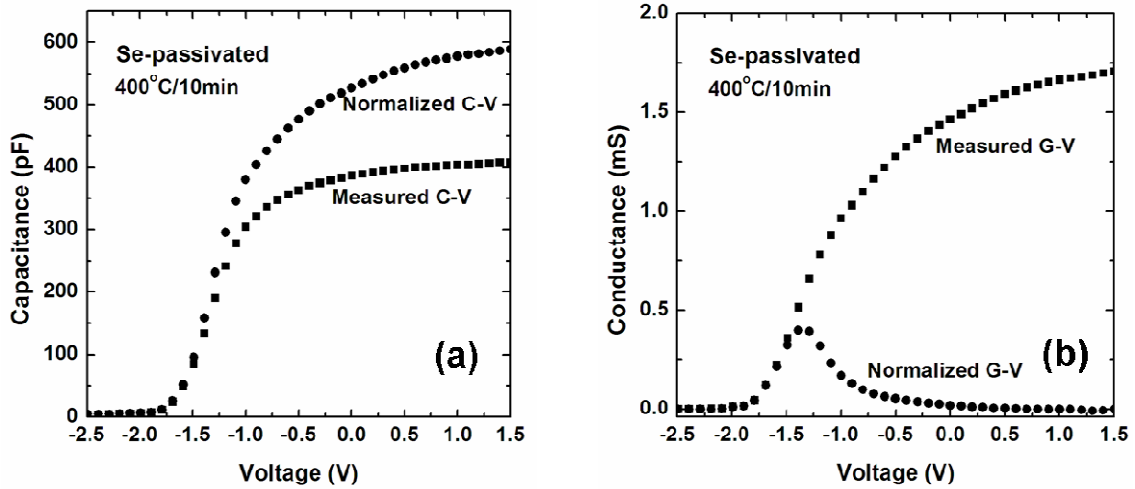 Se-passivated
400°C/10min
Normalized C-V
Measured C-V
(a)
Capacitance (pF)
600
500
400
300
200
100
0
-2.5 -2.0 -1.5 -1.0 -0.5 0.0 0.5 1.0 1.5
Voltage (V)
Se-passivated
400°C/10min
Measured G-V
Normalized G-V
(b)
Conductance (mS)
2.0
1.5
1.0
0.5
0.0
-2.5 -2.0 -1.5 -1.0 -0.5 0.0 0.5 1.0 1.5
Voltage (V)